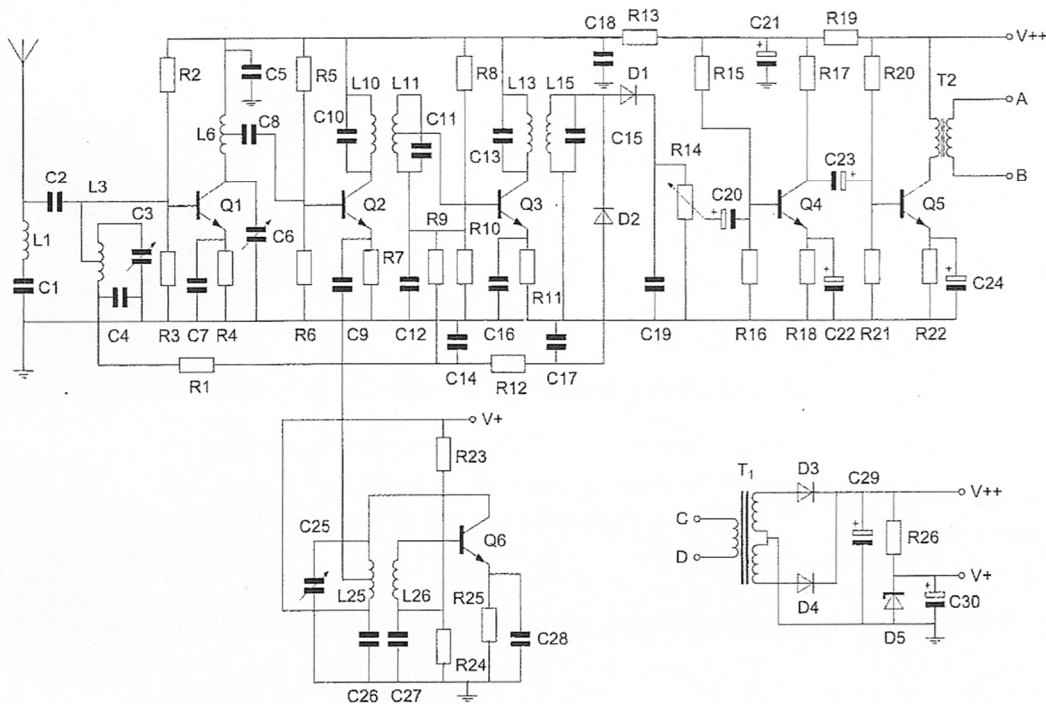 C18 R13 C21 R19 V++
R2 C5 R5 L10 L11 R8 L13 L15 D1 R15 R17 R20 T2
A
L6 C8 C10 C11 C13 C15 R14 C23
C2 L3 C3 Q1 Q2 Q3 C20 Q4 Q5 B
L1 C6 R7 R9 R10 D2
C1 R11 C24
C4 R3 C7 R4 R6 C9 C12 C16 C19 R16 R18 C22 R21 R22
R1 C14 R12 C17
V+
R23
T1 D3 C29 V++
C25 Q6 C R26
D
L25 L26 R25 D4 V+
C30
C28 D5
R24
C26 C27